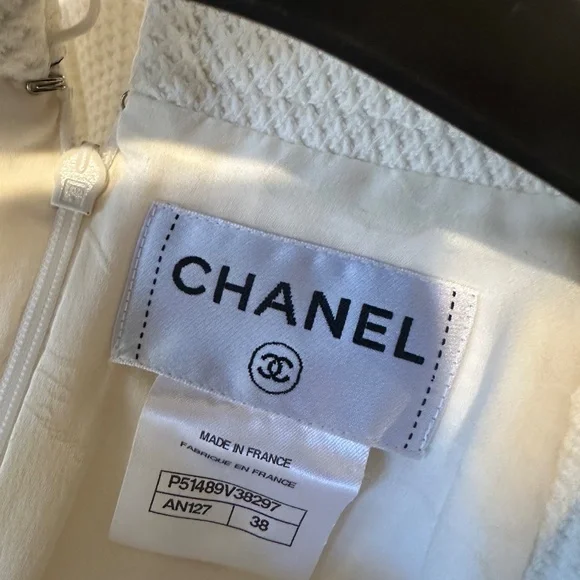 CHANEL
MADE IN FRANCE
FABRIQUE EN FRANCE
P51489V38297
AN127 38